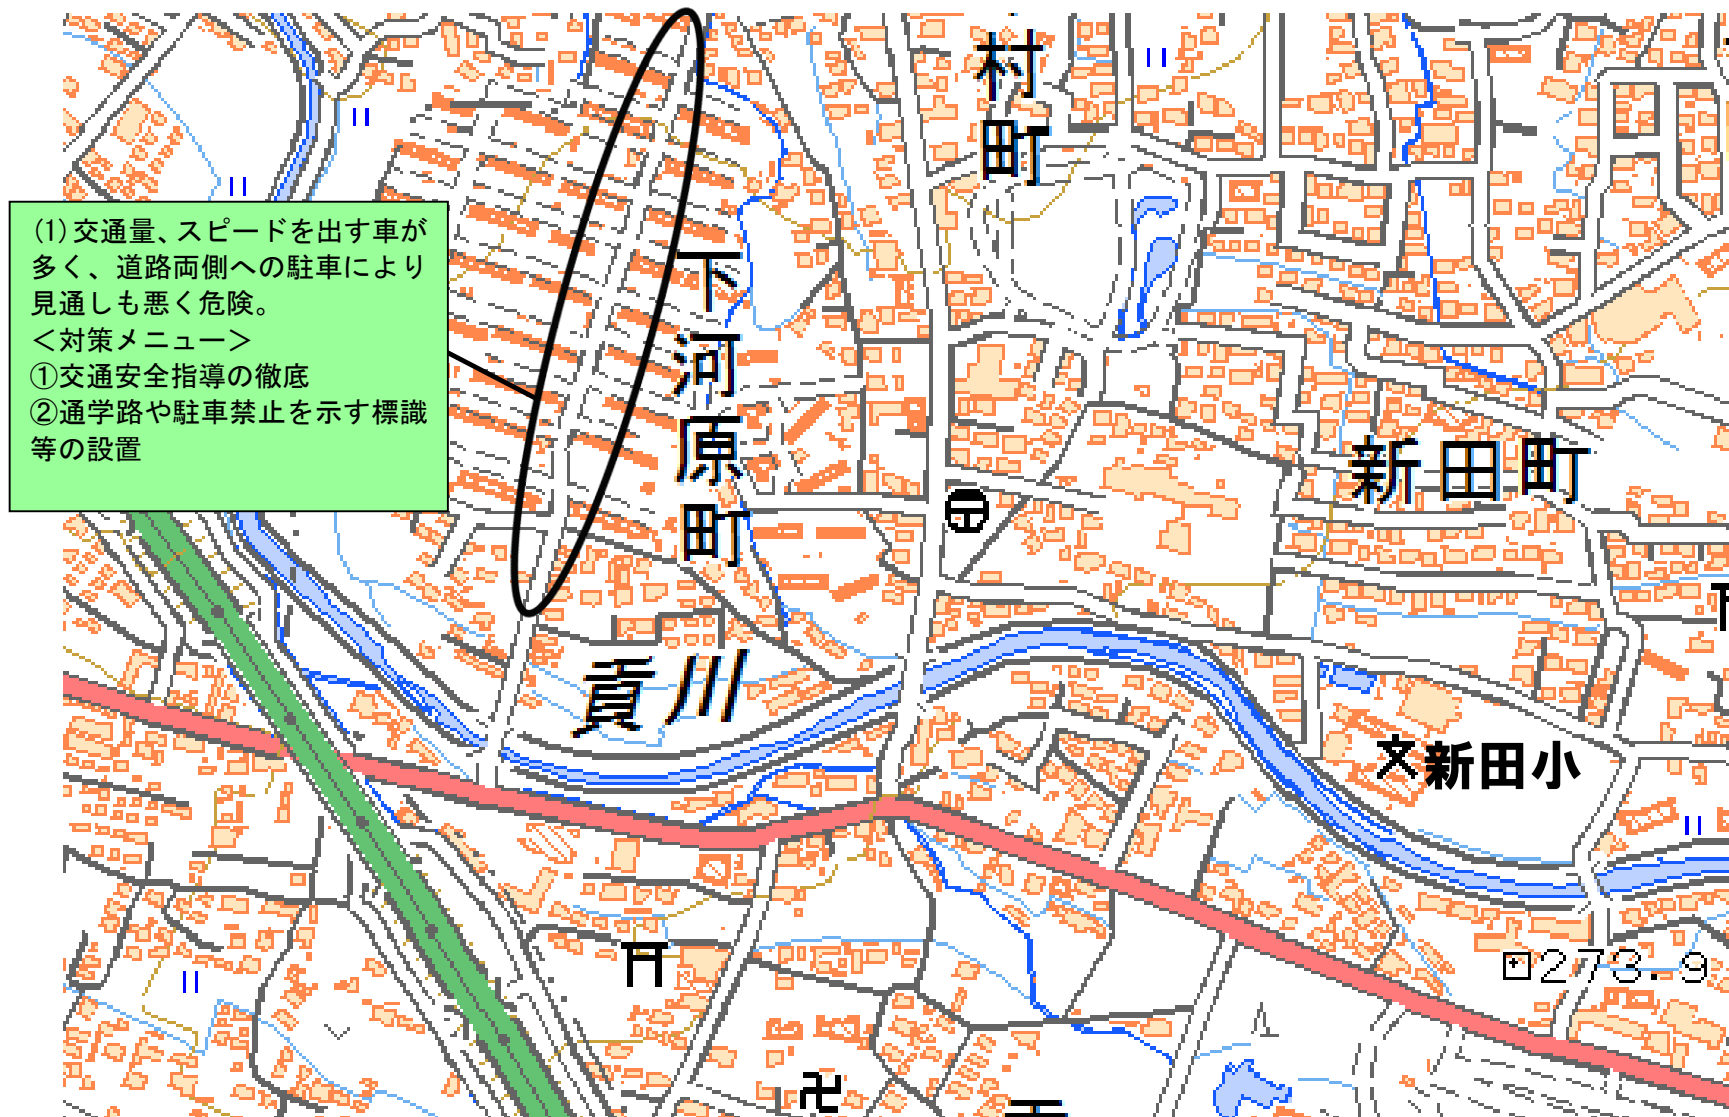 (1)交通量、スピードを出す車が
多く、道路両側への駐車により
見通しも悪く危険。
<対策メニュー>
①交通安全指導の徹底
②通学路や駐車禁止を示す標識
等の設置
村町
下河原町
新田町
貢川
新田小
273.9